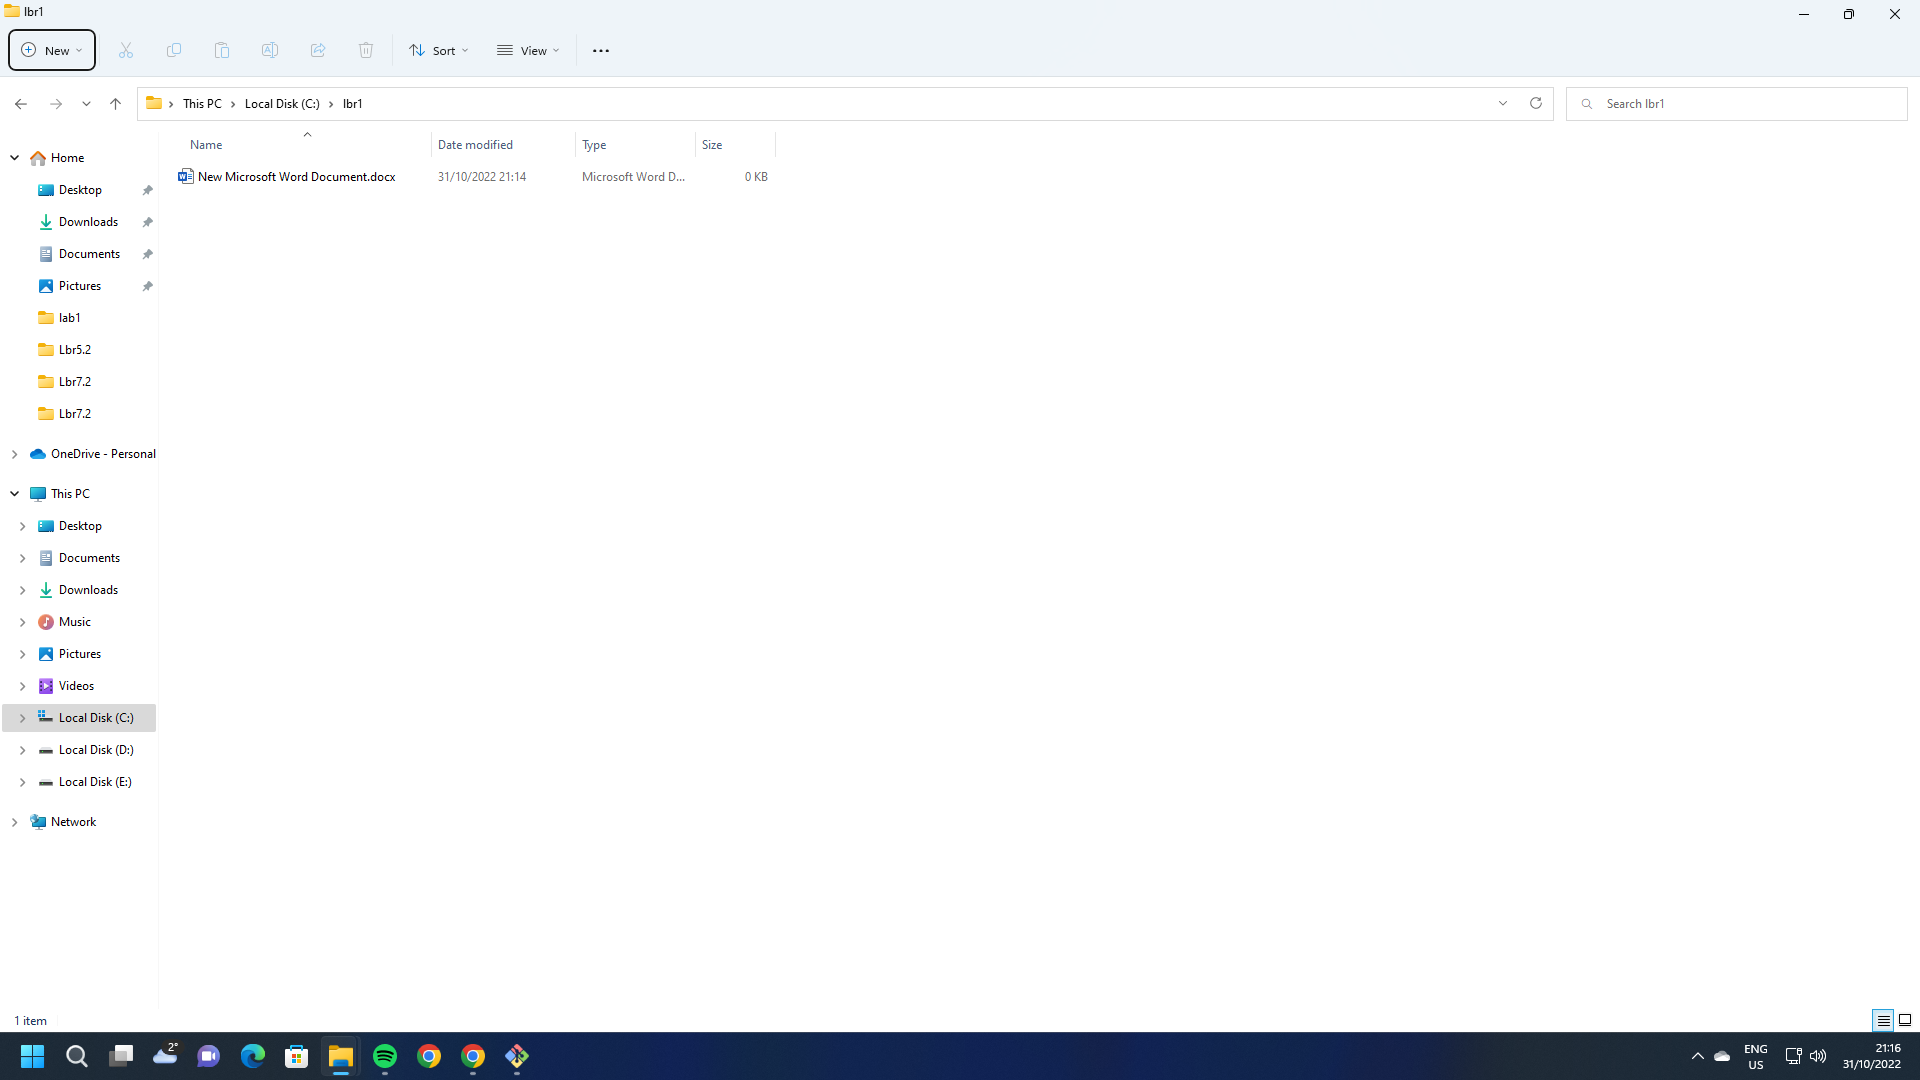 lbr1
New
Sort
View
This PC
Local Disk (C:)
lbr1
Search lbr1
Name
Date modified
Type
Size
New Microsoft Word Document.docx
31/10/2022 21:14
Microsoft Word D...
0 KB
Home
Desktop
Downloads
Documents
Pictures
lab1
Lbr5.2
Lbr7.2
Lbr7.2
OneDrive - Personal
This PC
Desktop
Documents
Downloads
Music
Pictures
Videos
Local Disk (C:)
Local Disk (D:)
Local Disk (E:)
Network
1 item
2°
ENG
US
21:16
31/10/2022